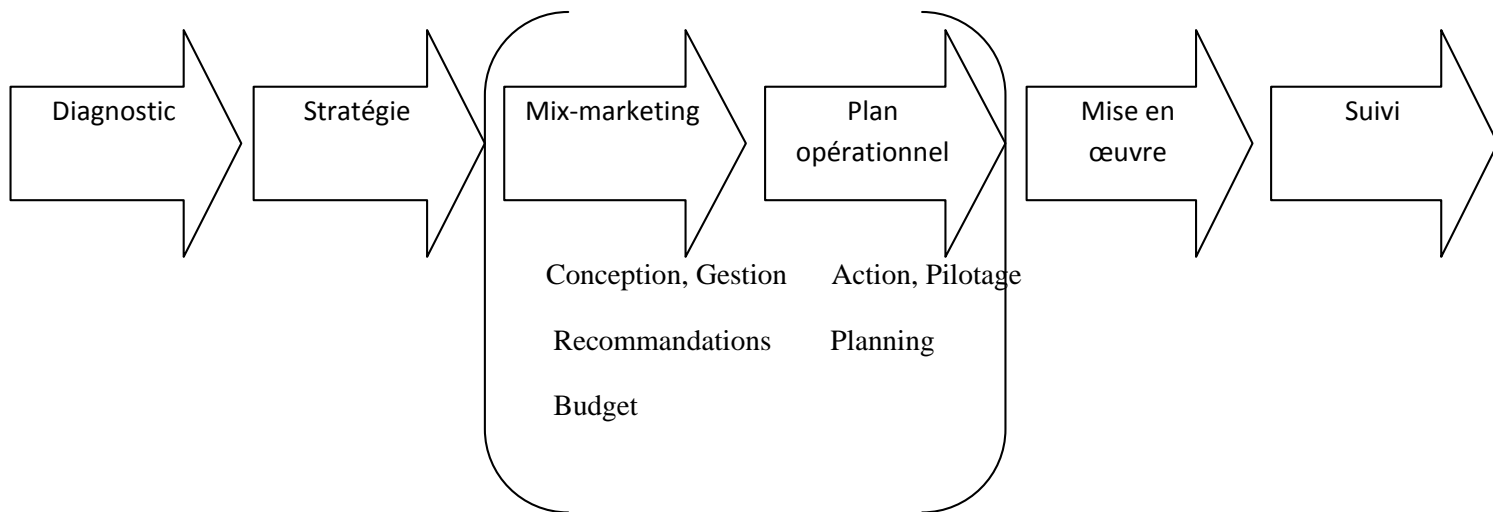 Diagnostic
Stratégie
Mix-marketing
Plan
opérationnel
Mise en
œuvre
Suivi
Conception, Gestion Action, Pilotage
Recommandations Planning
Budget